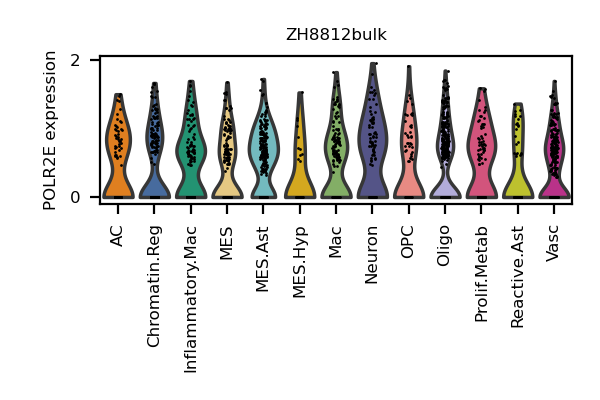 ZH8812bulk
POLR2E expression
2
0
AC
Chromatin.Reg
Inflammatory.Mac
MES
MES.Ast
MES.Hyp
Mac
Neuron
OPC
Oligo
Prolif.Metab
Reactive.Ast
Vasc